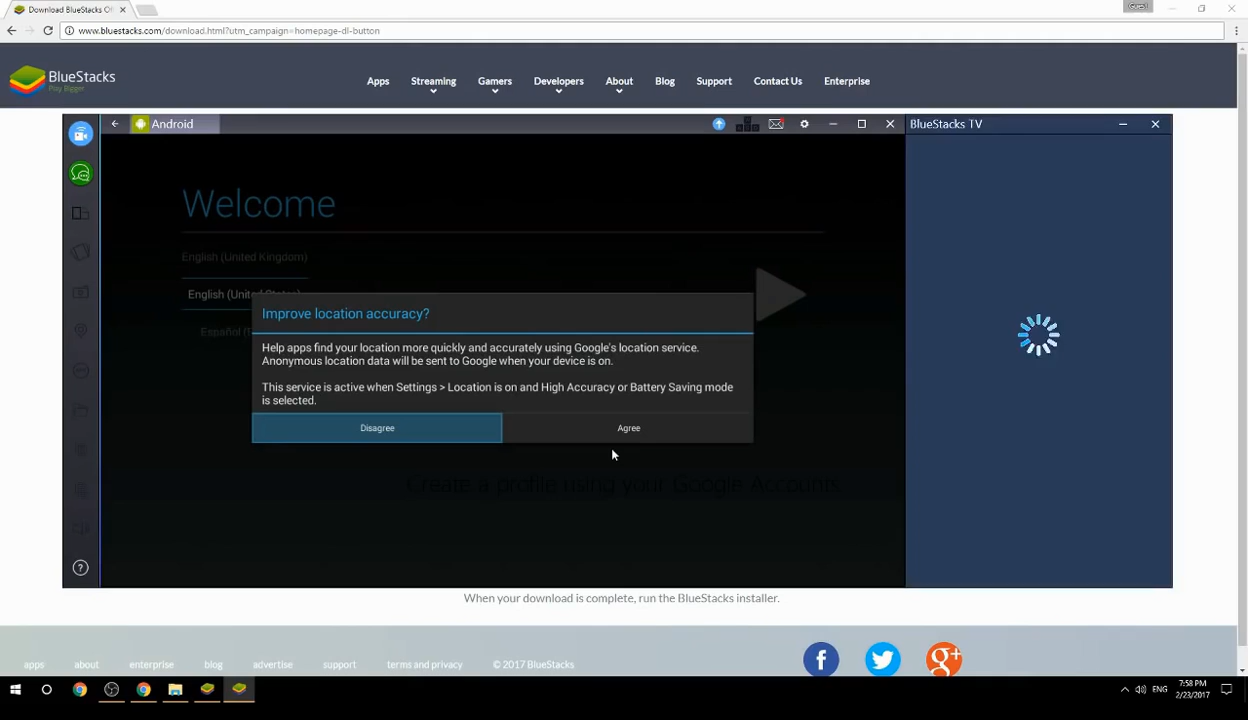 Download BlueStacks Of
Guest
www.bluestacks.com/download.html?utm_campaign=homepage-dl-button
BlueStacks
Play Bigger
Apps
Streaming
Gamers
Developers
About
Blog
Support
Contact Us
Enterprise
Android
BlueStacks TV
Welcome
English (United Kingdom)
English (United States)
Español (
Improve location accuracy?
Help apps find your location more quickly and accurately using Google's location service.
Anonymous location data will be sent to Google when your device is on.
This service is active when Settings > Location is on and High Accuracy or Battery Saving mode
is selected.
Disagree
Agree
Create a profile using your Google Accounts
When your download is complete, run the BlueStacks installer.
apps
about
enterprise
blog
advertise
support
terms and privacy
© 2017 BlueStacks
ENG
7:58 PM
2/23/2017